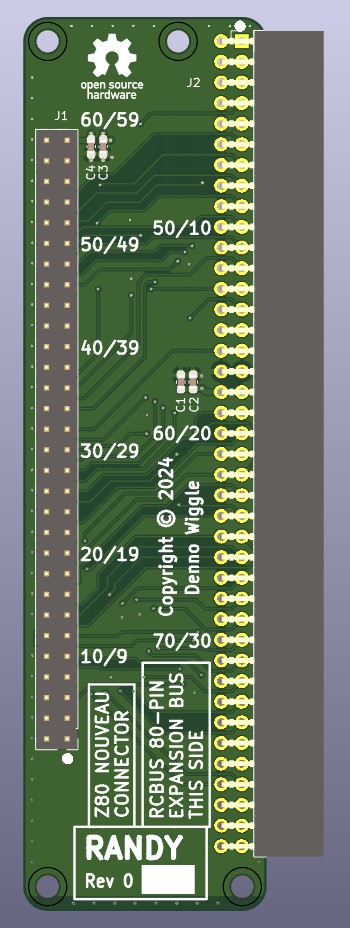 open source
hardware
J1
J2
60/59
C4
C3
50/10
50/49
40/39
C1
C2
60/20
30/29
Copyright © 2024
Denno Wiggle
20/19
70/30
10/9
Z80 NOUVEAU
CONNECTOR
RCBUS 80-PIN
EXPANSION BUS
THIS SIDE
RANDY
Rev 0